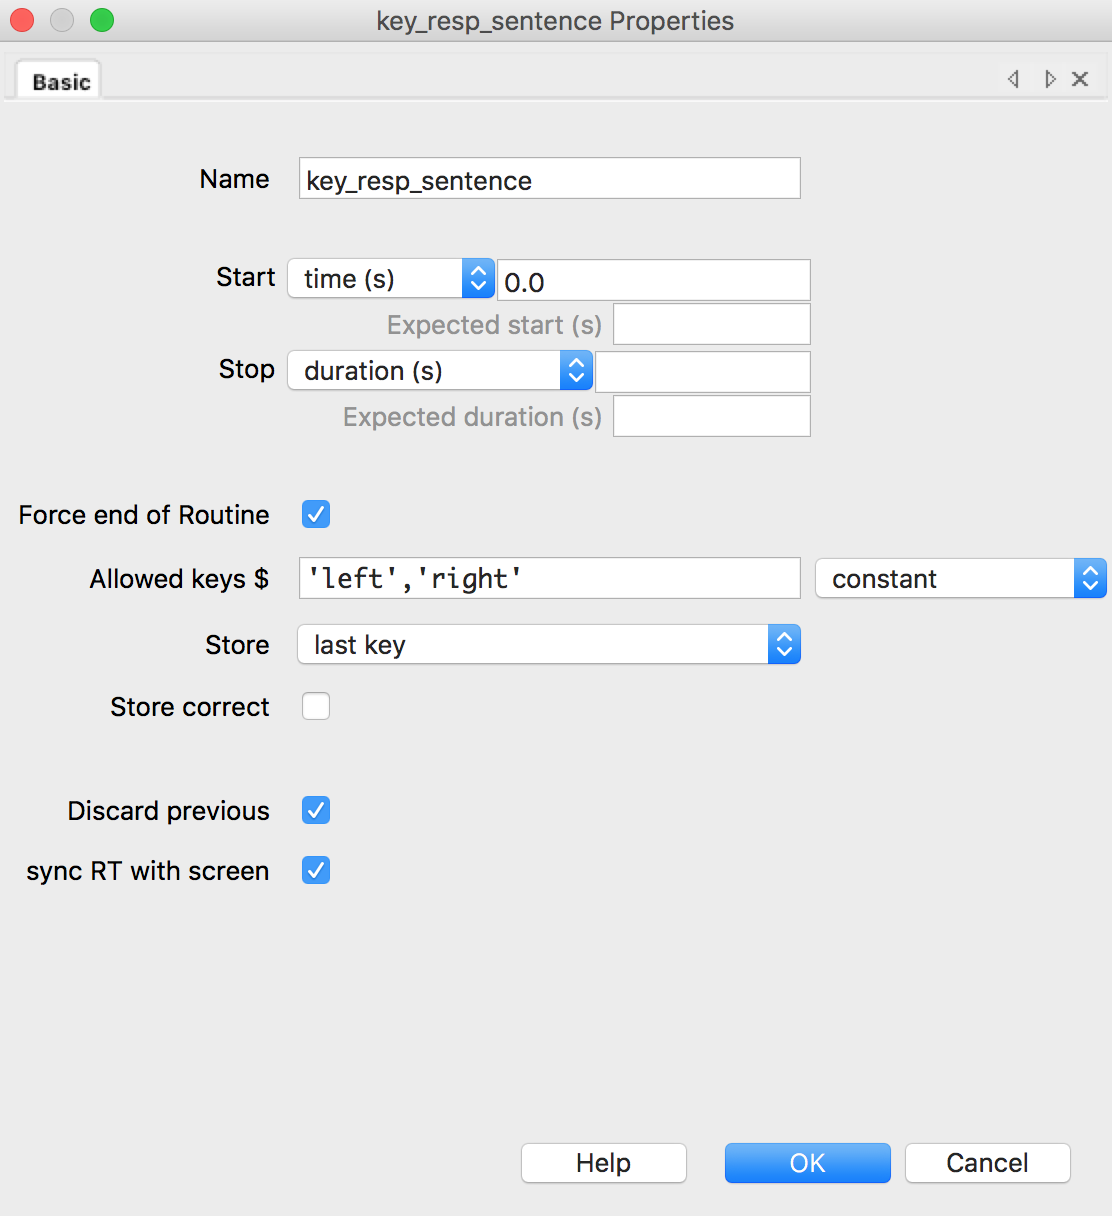 key_resp_sentence Properties
Basic
Name key_resp_sentence
Start time (s) 0.0
Expected start (s)
Stop duration (s)
Expected duration (s)
Force end of Routine
Allowed keys $ 'left','right' constant
Store last key
Store correct
Discard previous
sync RT with screen
Help OK Cancel